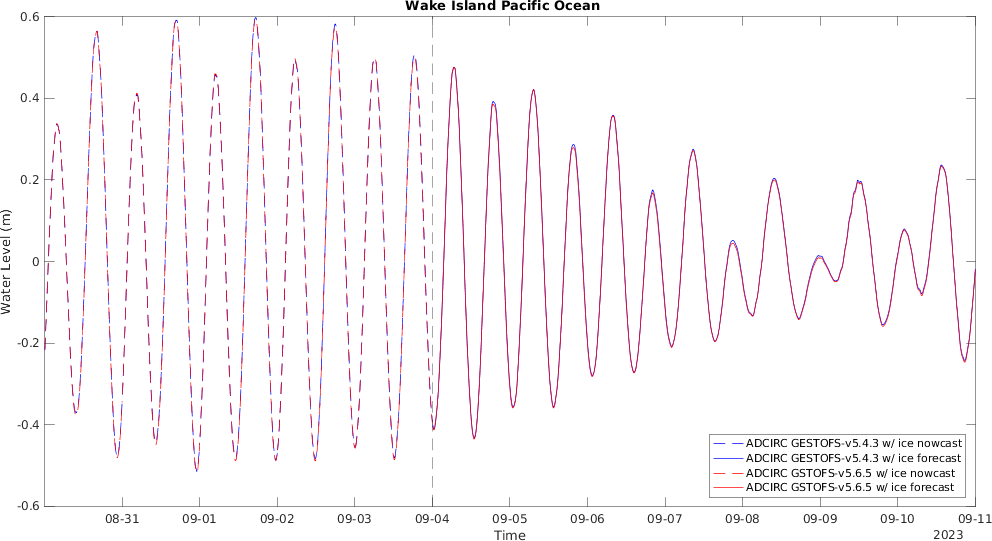 Wake Island Pacific Ocean
0.6
0.4
0.2
0
-0.2
-0.4
-0.6
Water Level (m)
08-31
09-01
09-02
09-03
09-04
09-05
09-06
09-07
09-08
09-09
09-10
09-11
2023
Time
ADCIRC GESTOFS-v5.4.3 w/ ice nowcast
ADCIRC GESTOFS-v5.4.3 w/ ice forecast
ADCIRC GSTOFS-v5.6.5 w/ ice nowcast
ADCIRC GSTOFS-v5.6.5 w/ ice forecast